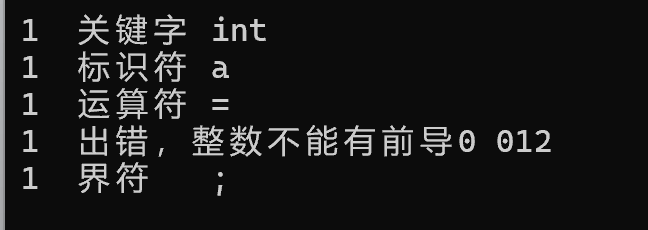 1 关键字 int
1 标识符 a
1 运算符 =
1 出错, 整数不能有前导0 012
1 界符 ;